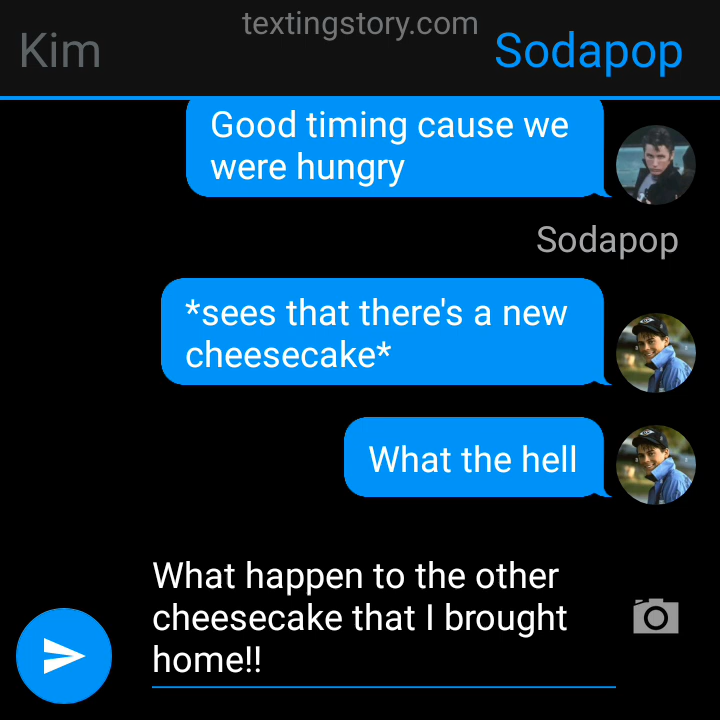 textingstory.com
Kim
Sodapop
Good timing cause we
were hungry
Sodapop
*sees that there's a new
cheesecake*
What the hell
What happen to the other
cheesecake that I brought
home!!